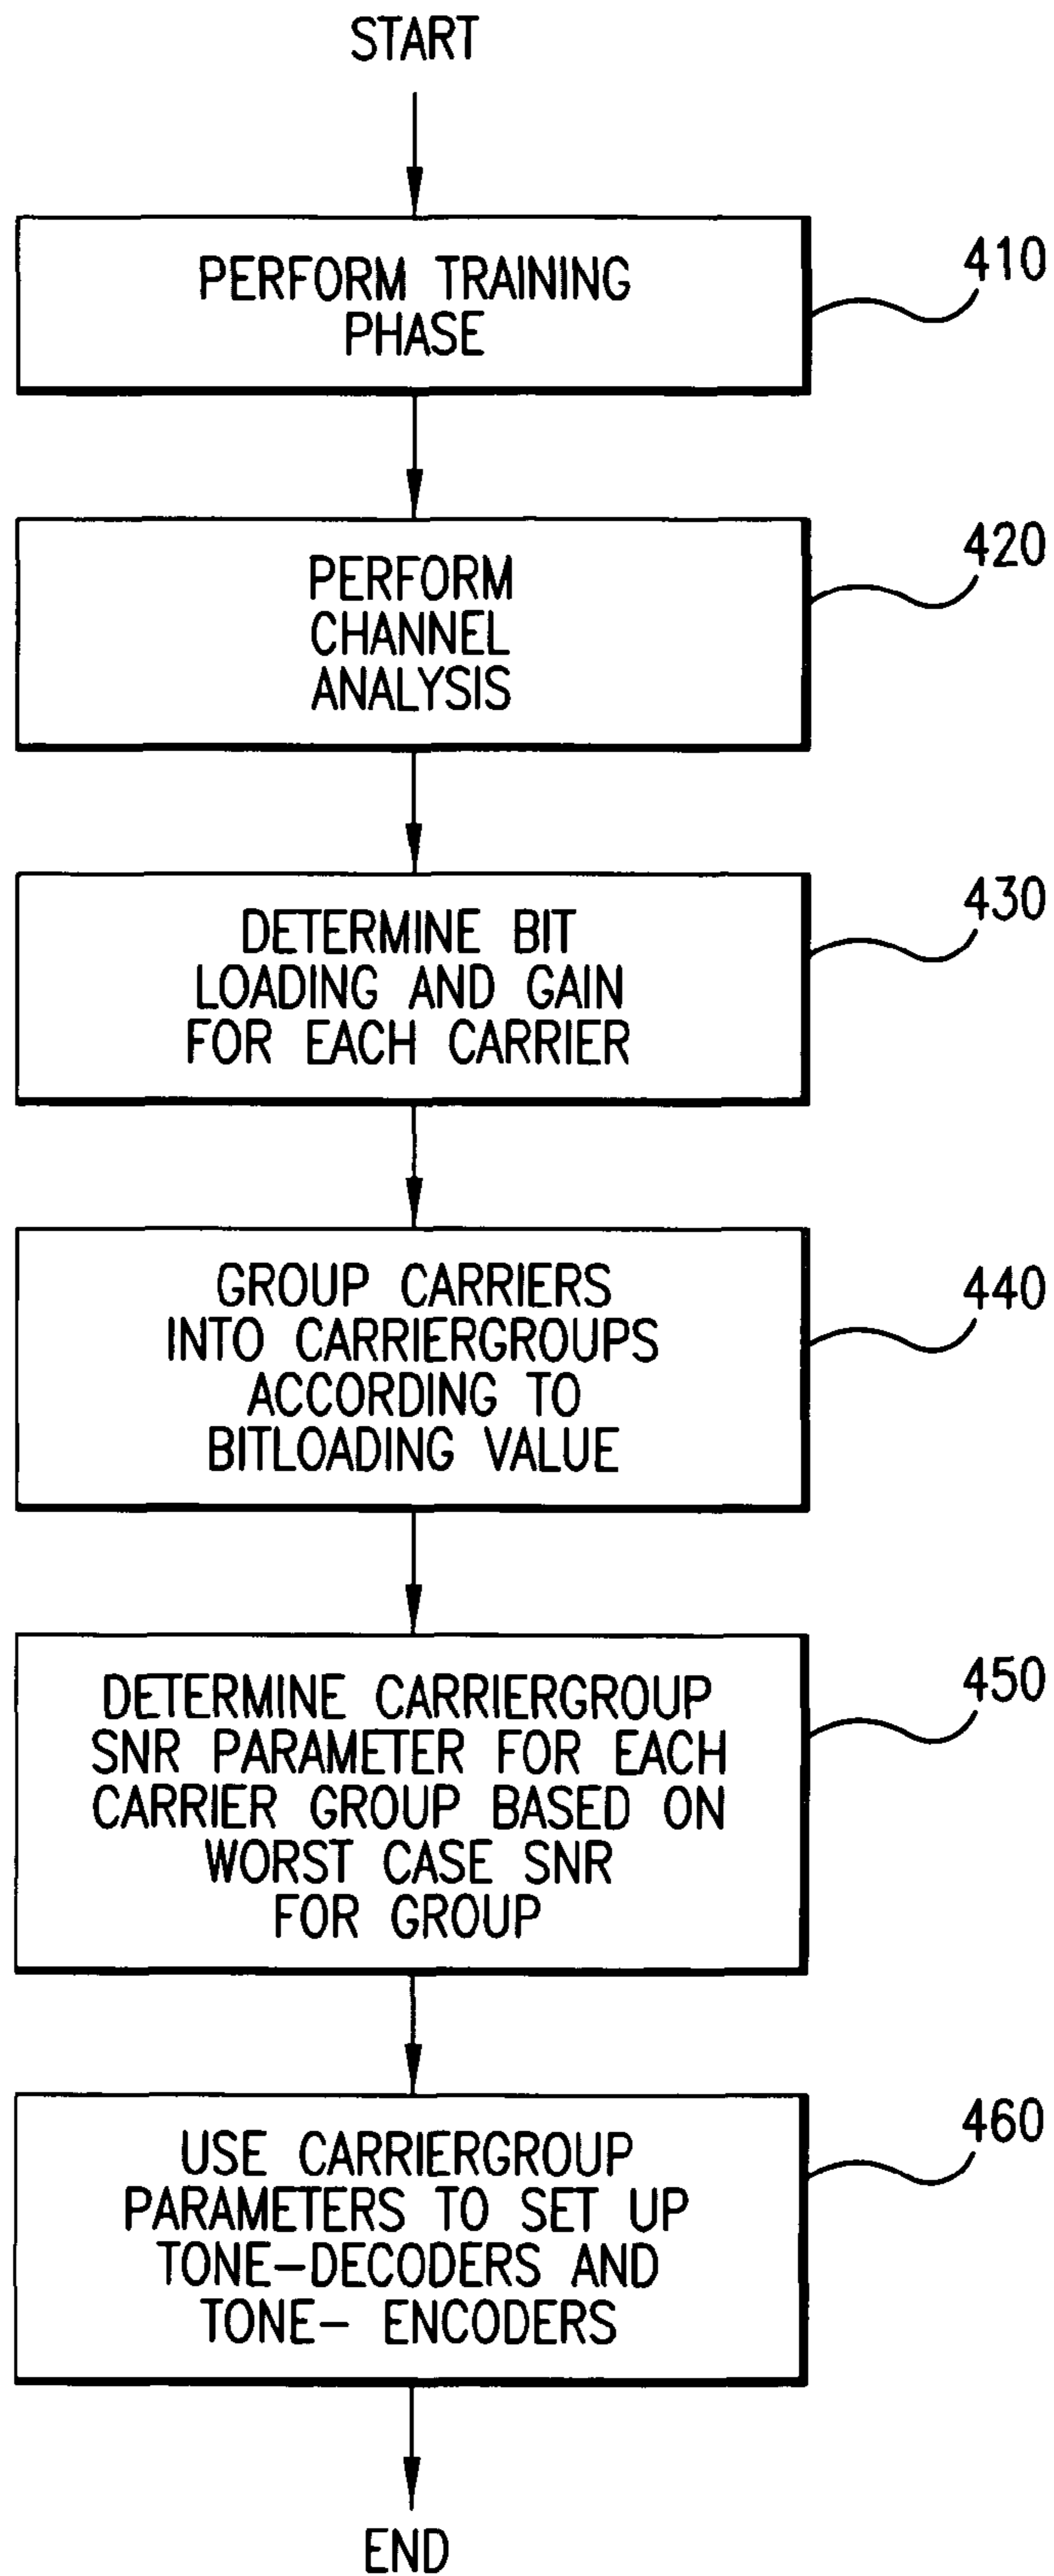 START
PERFORM TRAINING
PHASE
410
PERFORM
CHANNEL
ANALYSIS
420
DETERMINE BIT
LOADING AND GAIN
FOR EACH CARRIER
430
GROUP CARRIERS
INTO CARRIERGROUPS
ACCORDING TO
BITLOADING VALUE
440
DETERMINE CARRIERGROUP
SNR PARAMETER FOR EACH
CARRIER GROUP BASED ON
WORST CASE SNR
FOR GROUP
450
USE CARRIERGROUP
PARAMETERS TO SET UP
TONE-DECODERS AND
TONE- ENCODERS
460
END